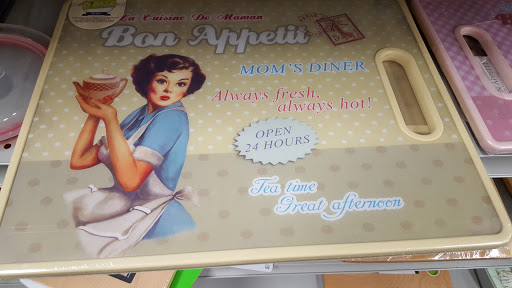 La Cuisine De Maman
Bon Appetit
MOM'S DINER
Always fresh,
always hot!
OPEN
24 HOURS
Tea time
Great afternoon